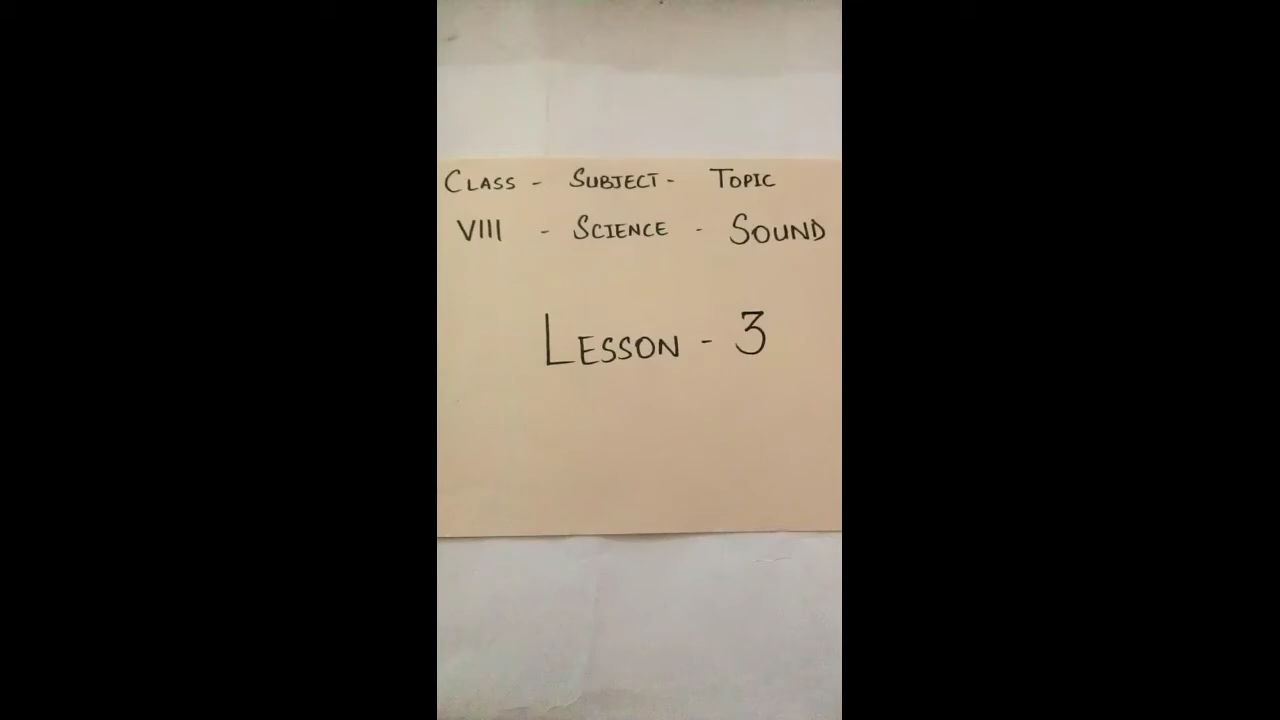 CLASS - SUBJECT - TOPIC
VIII - SCIENCE - SOUND
LESSON - 3